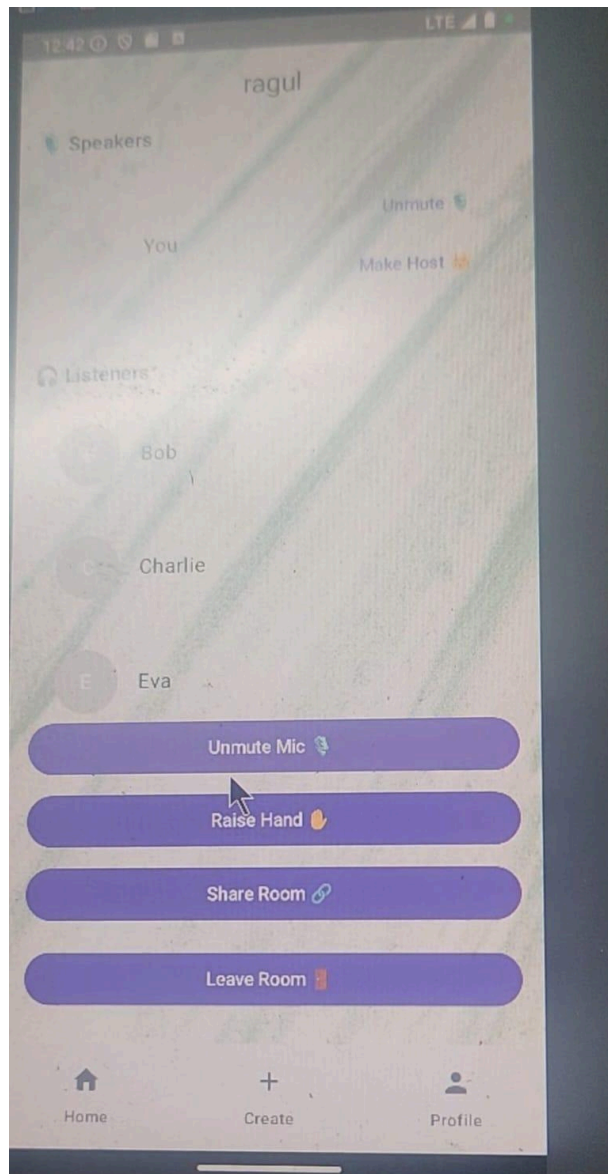 12:42 LTE
ragul
Speakers
Unmute
You
Make Host
Listeners
Bob
C Charlie
E Eva
Unmute Mic
Raise Hand
Share Room
Leave Room
Home Create Profile